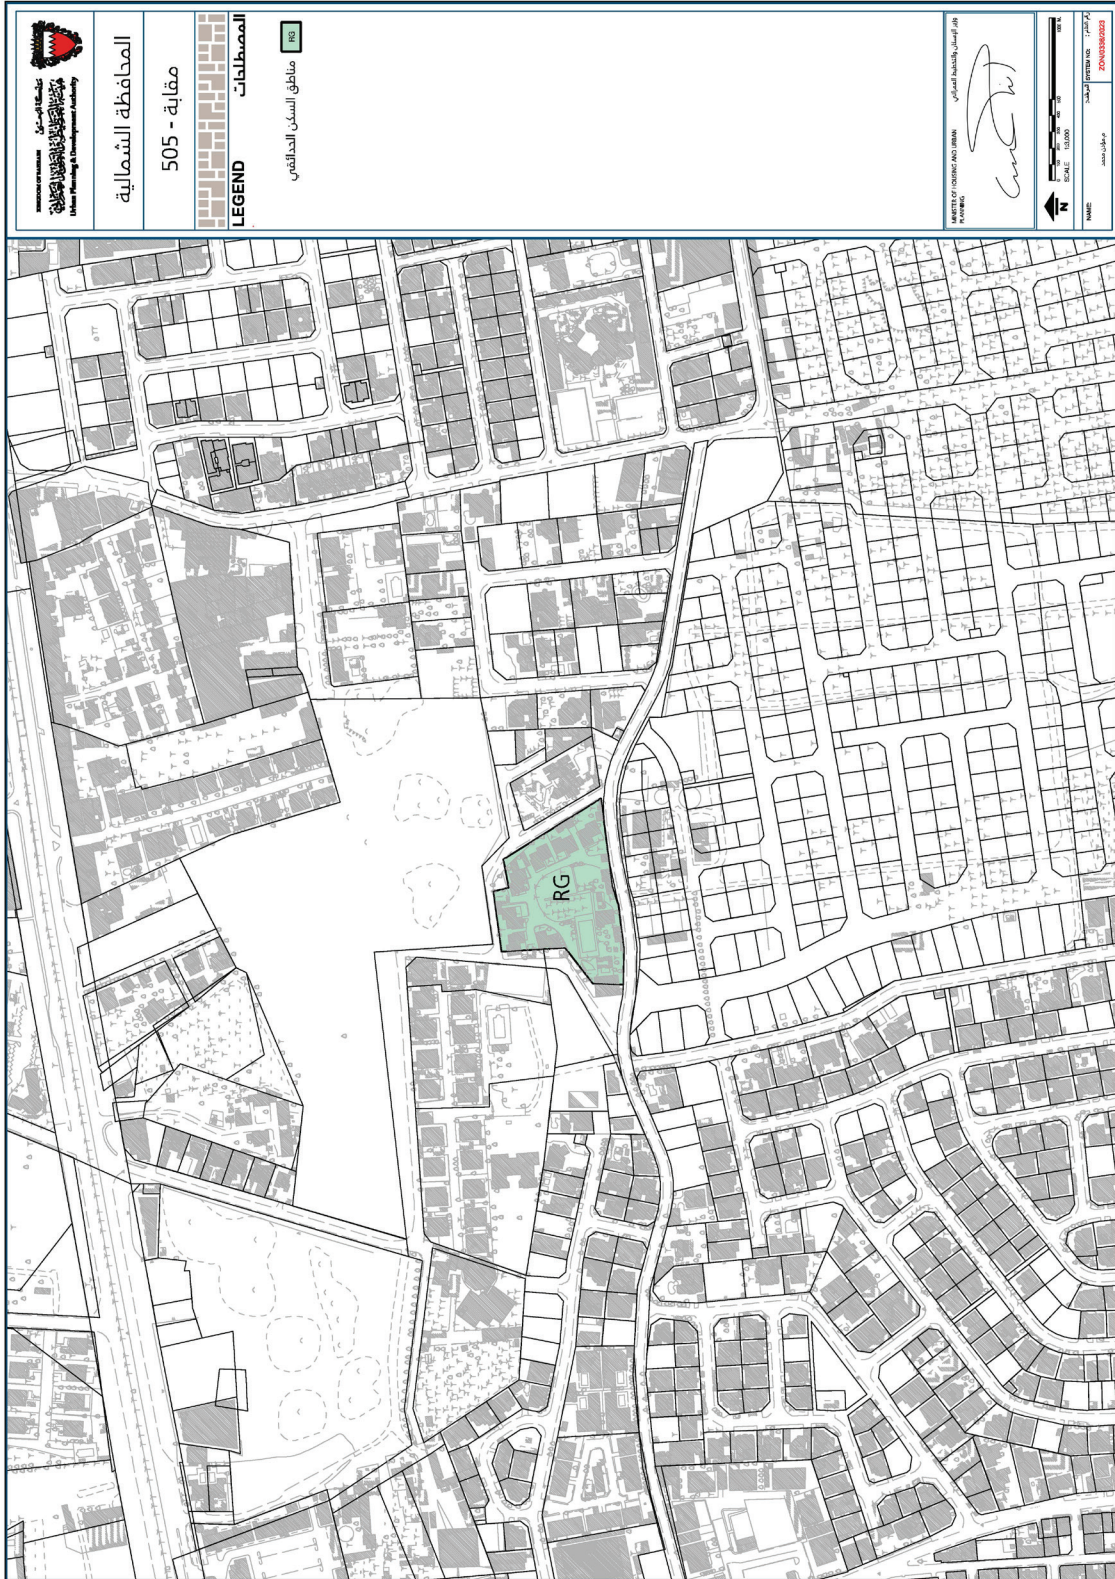 KINGDOM OF BAHRAIN
Urban Planning & Development Authority
المحافظة الشمالية
مقابة - 505
LEGEND
المصطلحات
RG
مناطق السكن الحدائقي
RG
MINISTER OF HOUSING AND URBAN
PLANNING
وزير الإسكان والتخطيط العمراني
N
SCALE 1:3,000
NAME:
SYSTEM NO:
ZON/0339/2023